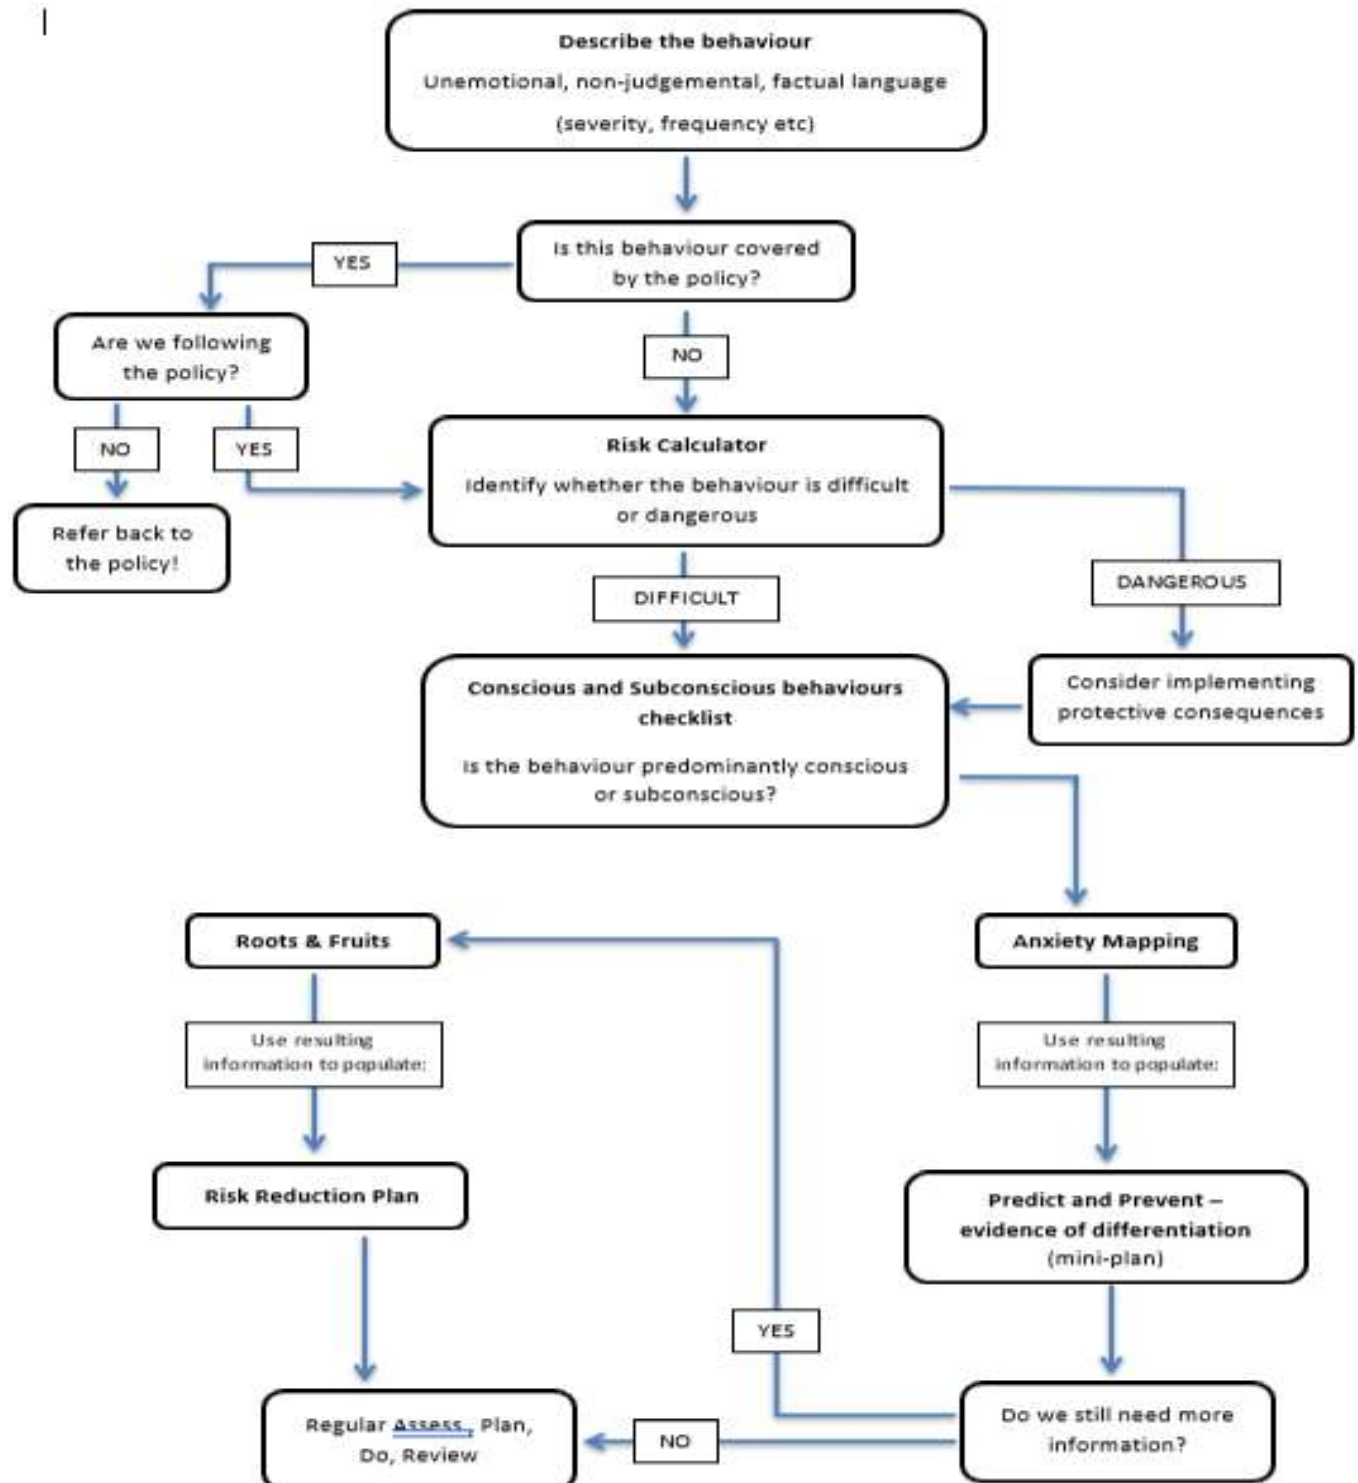 Describe the behaviour
Unemotional, non-judgemental, factual language
(severity, frequency etc)
Is this behaviour covered
by the policy?
YES
Are we following
the policy?
NO
NO
YES
Risk Calculator
Identify whether the behaviour is difficult
or dangerous
Refer back to
the policy!
DIFFICULT
DANGEROUS
Conscious and Subconscious behaviours
checklist
Is the behaviour predominantly conscious
or subconscious?
Consider implementing
protective consequences
Roots & Fruits
Anxiety Mapping
Use resulting
information to populate:
Use resulting
information to populate:
Risk Reduction Plan
Predict and Prevent –
evidence of differentiation
(mini-plan)
YES
Regular Assess , Plan,
Do, Review
NO
Do we still need more
information?